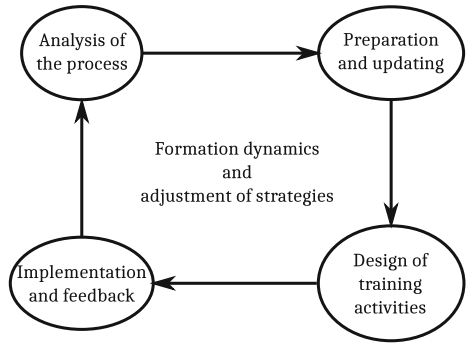 Analysis of
the process
Preparation
and updating
Formation dynamics
and
adjustment of strategies
Implementation
and feedback
Design of
training
activities